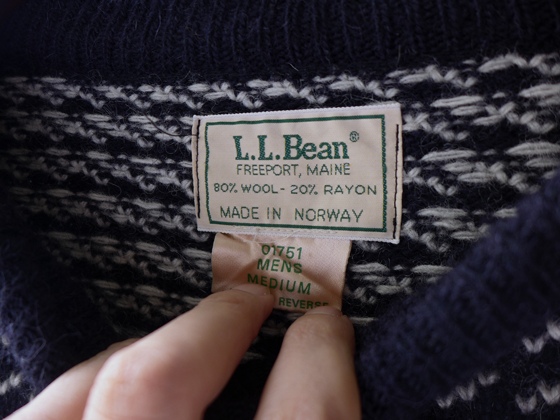 L.L.Bean®
FREEPORT, MAINE
80% WOOL - 20% RAYON
MADE IN NORWAY
01751
MENS
MEDIUM
REVERSE